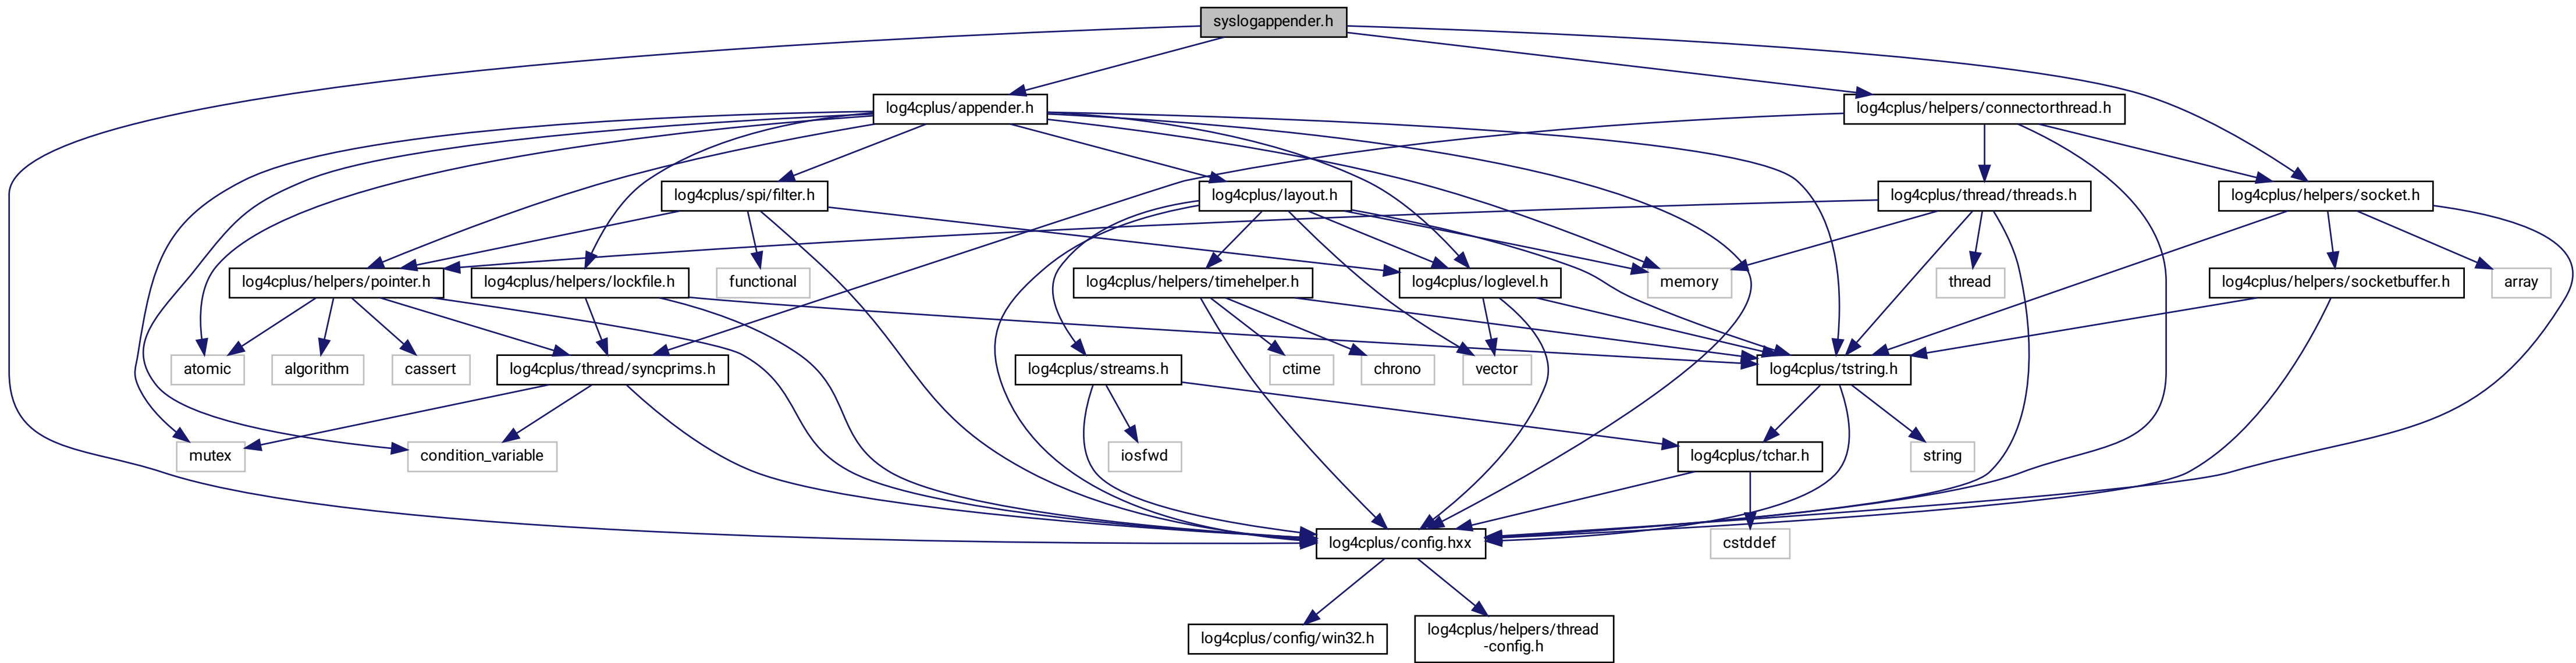 syslogappender.h
log4cplus/appender.h
log4cplus/helpers/connectorthread.h
log4cplus/spi/filter.h
log4cplus/layout.h
log4cplus/thread/threads.h
log4cplus/helpers/socket.h
log4cplus/helpers/pointer.h
log4cplus/helpers/lockfile.h
functional
log4cplus/helpers/timehelper.h
log4cplus/loglevel.h
memory
thread
log4cplus/helpers/socketbuffer.h
array
atomic
algorithm
cassert
log4cplus/thread/syncprims.h
log4cplus/streams.h
ctime
chrono
vector
log4cplus/tstring.h
mutex
condition_variable
iosfwd
log4cplus/tchar.h
string
log4cplus/config.hxx
cstddef
log4cplus/config/win32.h
log4cplus/helpers/thread
-config.h